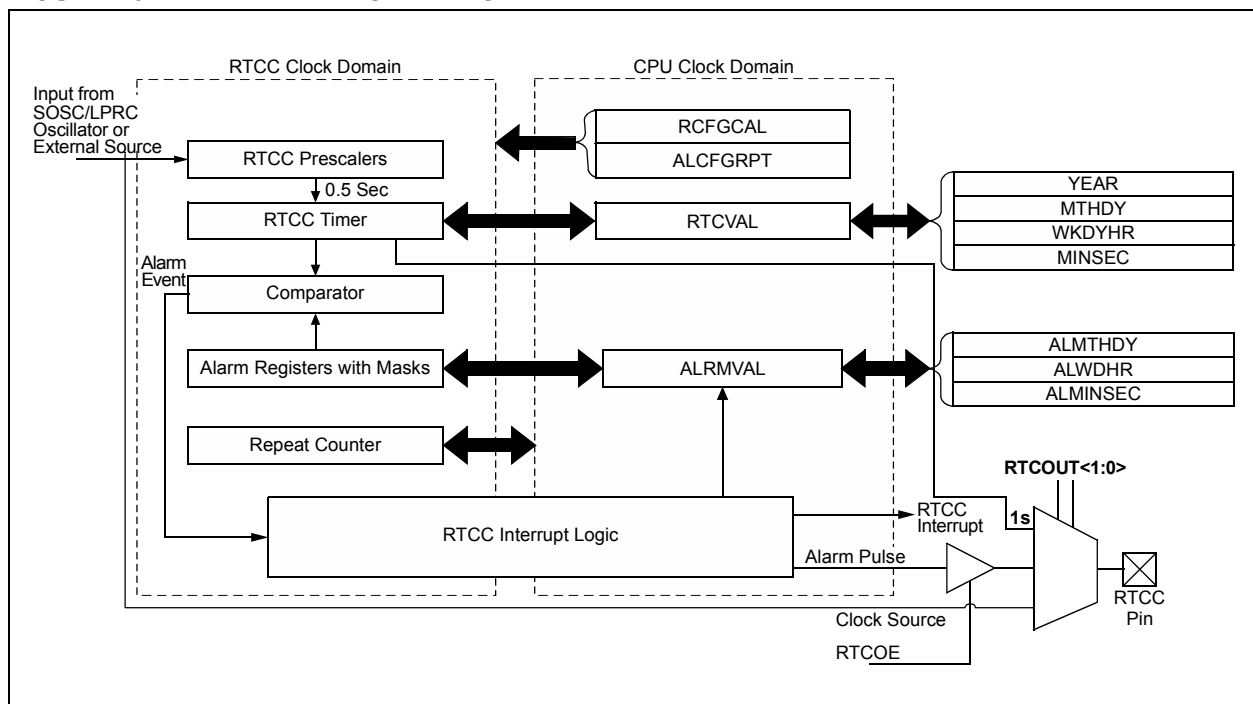 RTCC Clock Domain
CPU Clock Domain
Input from
SOSC/LPRC
Oscillator or
External Source
RCFGCAL
ALCFGRPT
RTCC Prescalers
0.5 Sec
RTCC Timer
RTCVAL
YEAR
MTHDY
WKDYHR
MINSEC
Alarm
Event
Comparator
Alarm Registers with Masks
ALRMVAL
ALMTHDY
ALWDHR
ALMINSEC
Repeat Counter
RTCOUT<1:0>
RTCC Interrupt Logic
RTCC
Interrupt
1s
Alarm Pulse
RTCC
Pin
Clock Source
RTCOE